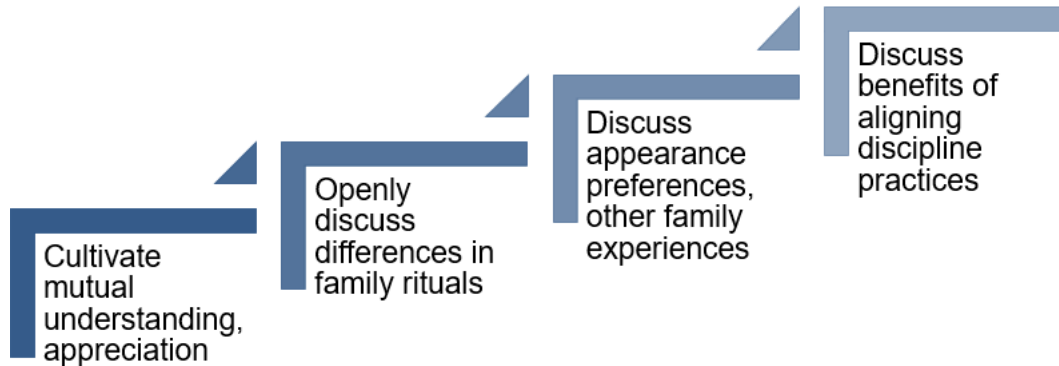 Cultivate
mutual
understanding,
appreciation
Openly
discuss
differences in
family rituals
Discuss
appearance
preferences,
other family
experiences
Discuss
benefits of
aligning
discipline
practices